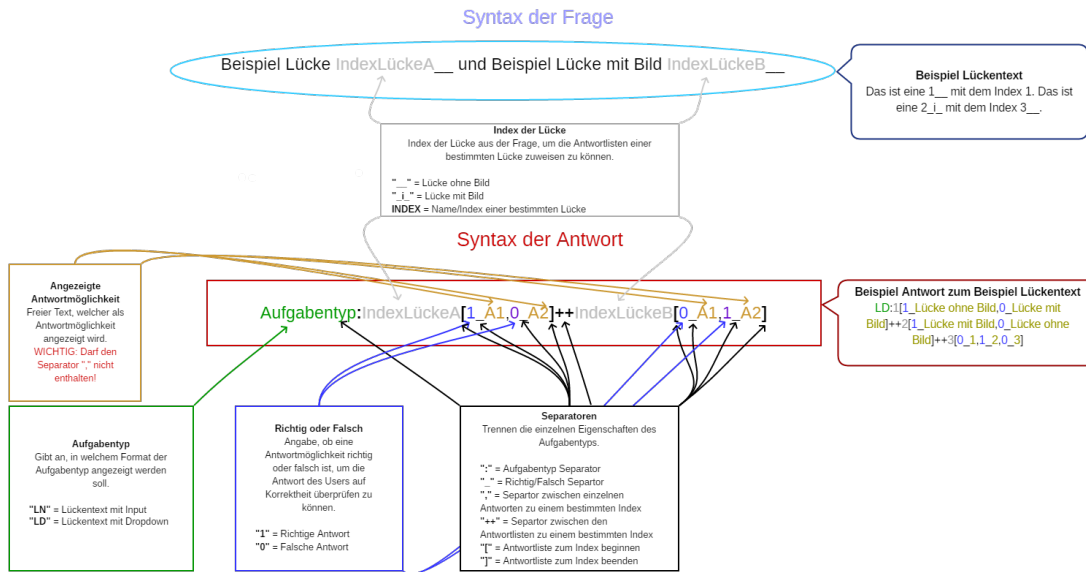 Syntax der Frage
Beispiel Lücke IndexLückeA__ und Beispiel Lücke mit Bild IndexLückeB__
Beispiel Lückentext
Das ist eine 1__ mit dem Index 1. Das ist
eine 2_i_ mit dem Index 3__.
Index der Lücke
Index der Lücke aus der Frage, um die Antwortlisten einer
bestimmten Lücke zuweisen zu können.
"__" = Lücke ohne Bild
"_i_" = Lücke mit Bild
INDEX = Name/Index einer bestimmten Lücke
Syntax der Antwort
Angezeigte
Antwortmöglichkeit
Freier Text, welcher als
Antwortmöglichkeit
angezeigt wird.
WICHTIG: Darf den
Separator "," nicht
enthalten!
Aufgabentyp:IndexLückeA[1_A1,0_A2]++IndexLückeB[0_A1,1_A2]
Beispiel Antwort zum Beispiel Lückentext
LD:1[1_Lücke ohne Bild,0_Lücke mit
Bild]++2[1_Lücke mit Bild,0_Lücke ohne
Bild]++3[0_1,1_2,0_3]
Aufgabentyp
Gibt an, in welchem Format der
Aufgabentyp angezeigt werden
soll.
"LN" = Lückentext mit Input
"LD" = Lückentext mit Dropdown
Richtig oder Falsch
Angabe, ob eine
Antwortmöglichkeit richtig
oder falsch ist, um die
Antwort des Users auf
Korrektheit überprüfen zu
können.
"1" = Richtige Antwort
"0" = Falsche Antwort
Separatoren
Trennen die einzelnen Eigenschaften des
Aufgabentyps.
":" = Aufgabentyp Separator
"_" = Richtig/Falsch Separtor
"," = Separtor zwischen einzelnen
Antworten zu einem bestimmten Index
"++" = Separtor zwischen den
Antwortlisten zu einem bestimmten Index
"[" = Antwortliste zum Index beginnen
"]" = Antwortliste zum Index beenden